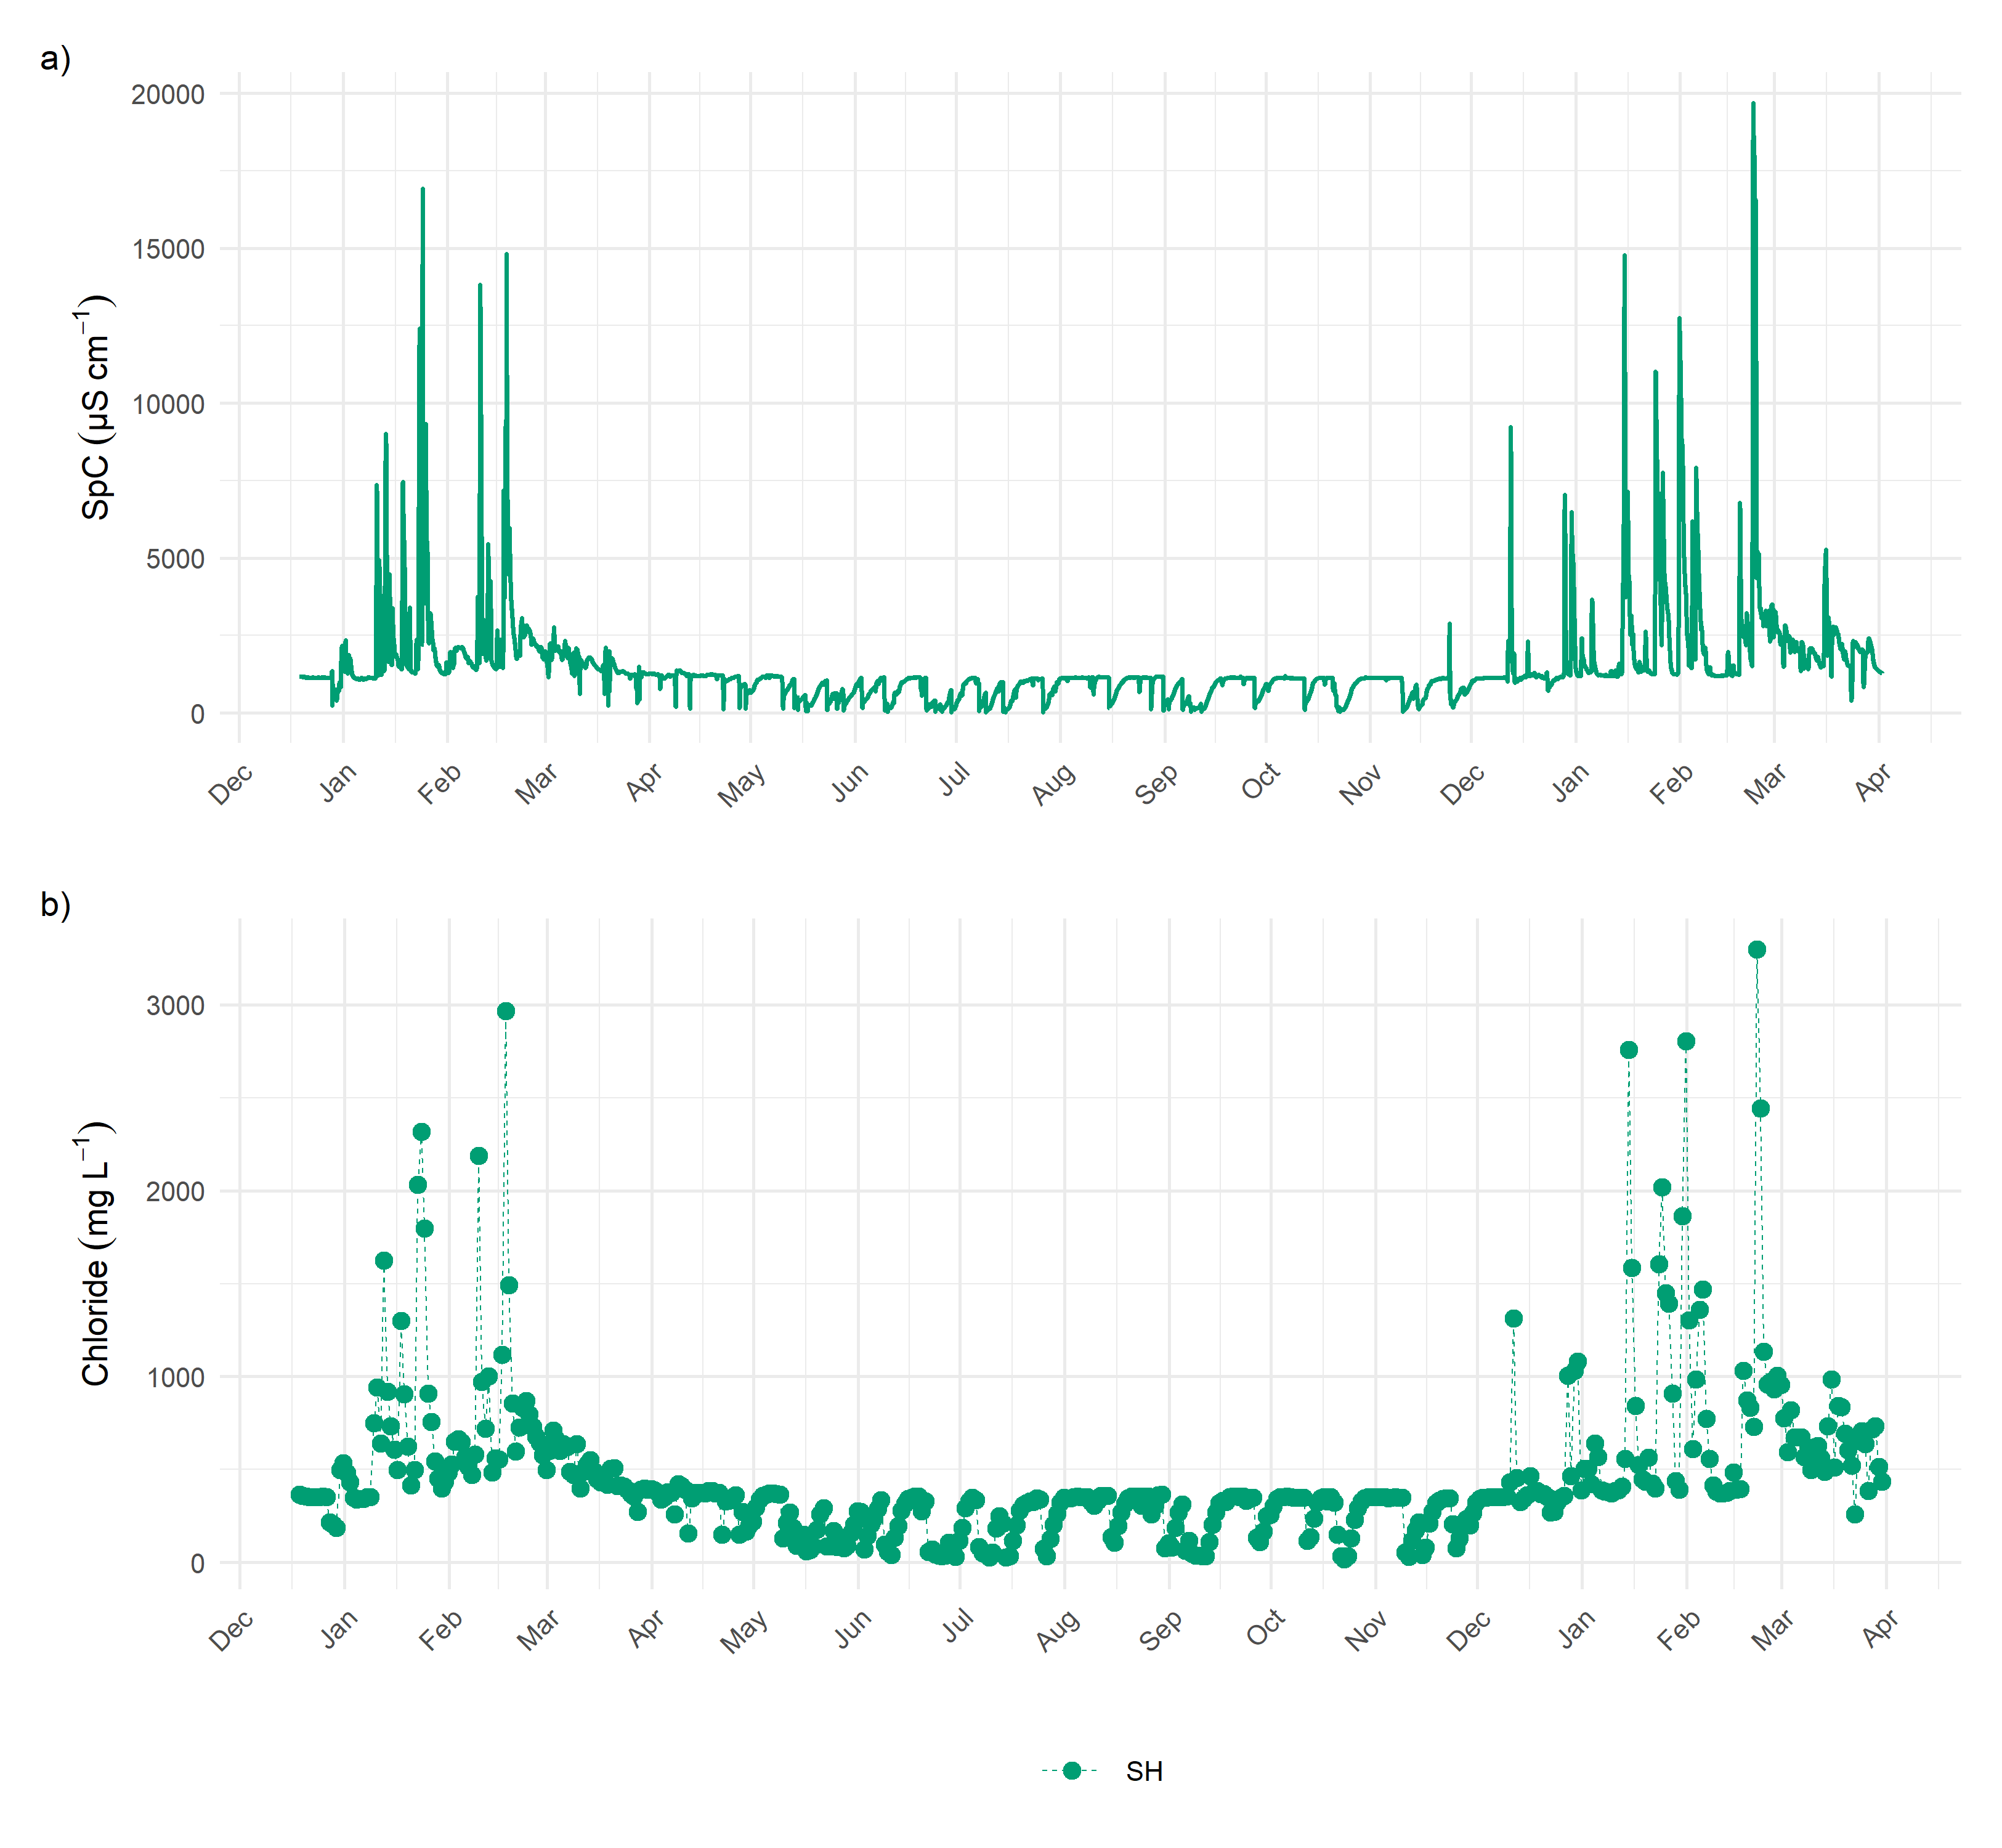 a)
20000
15000
10000
5000
0
SpC (µS cm⁻¹)
Dec Jan Feb Mar Apr May Jun Jul Aug Sep Oct Nov Dec Jan Feb Mar Apr
b)
3000
2000
1000
0
Chloride (mg L⁻¹)
Dec Jan Feb Mar Apr May Jun Jul Aug Sep Oct Nov Dec Jan Feb Mar Apr
SH